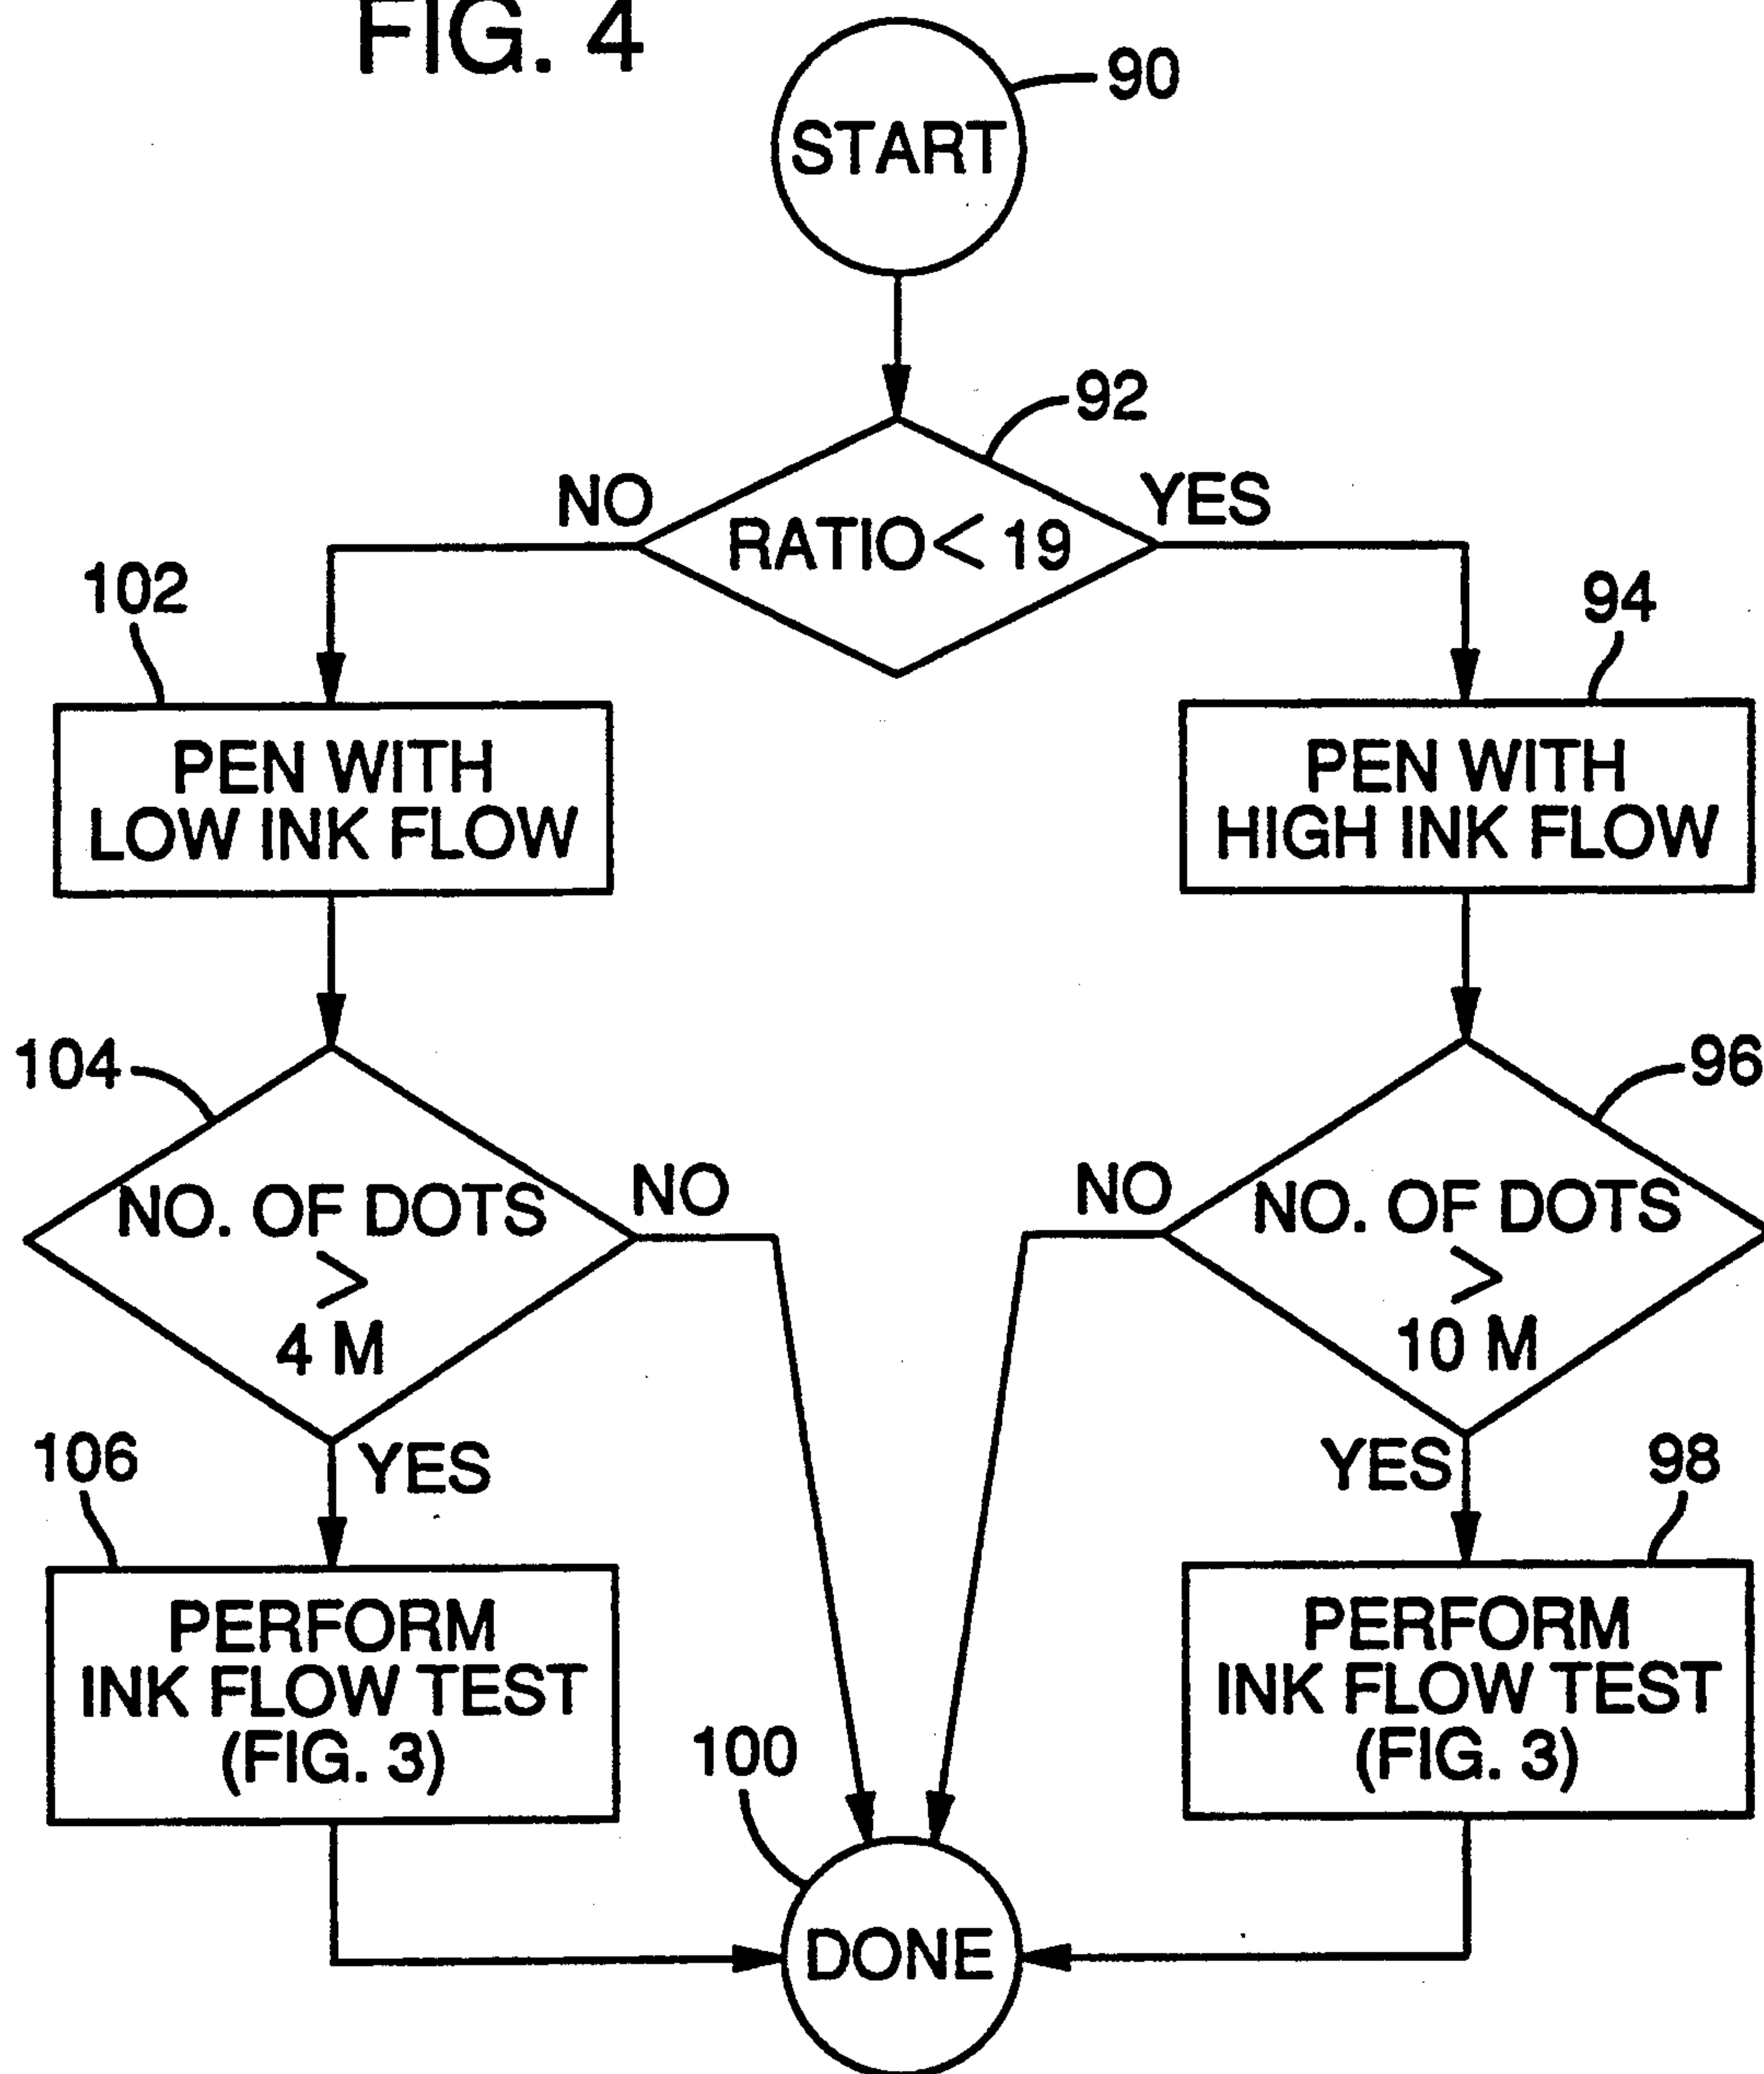 FIG. 4
START
90
92
NO
RATIO < 19
YES
102
94
PEN WITH
LOW INK FLOW
PEN WITH
HIGH INK FLOW
104
96
NO. OF DOTS
>
4 M
NO
NO
NO. OF DOTS
>
10 M
106
YES
YES
98
PERFORM
INK FLOW TEST
(FIG. 3)
PERFORM
INK FLOW TEST
(FIG. 3)
100
DONE